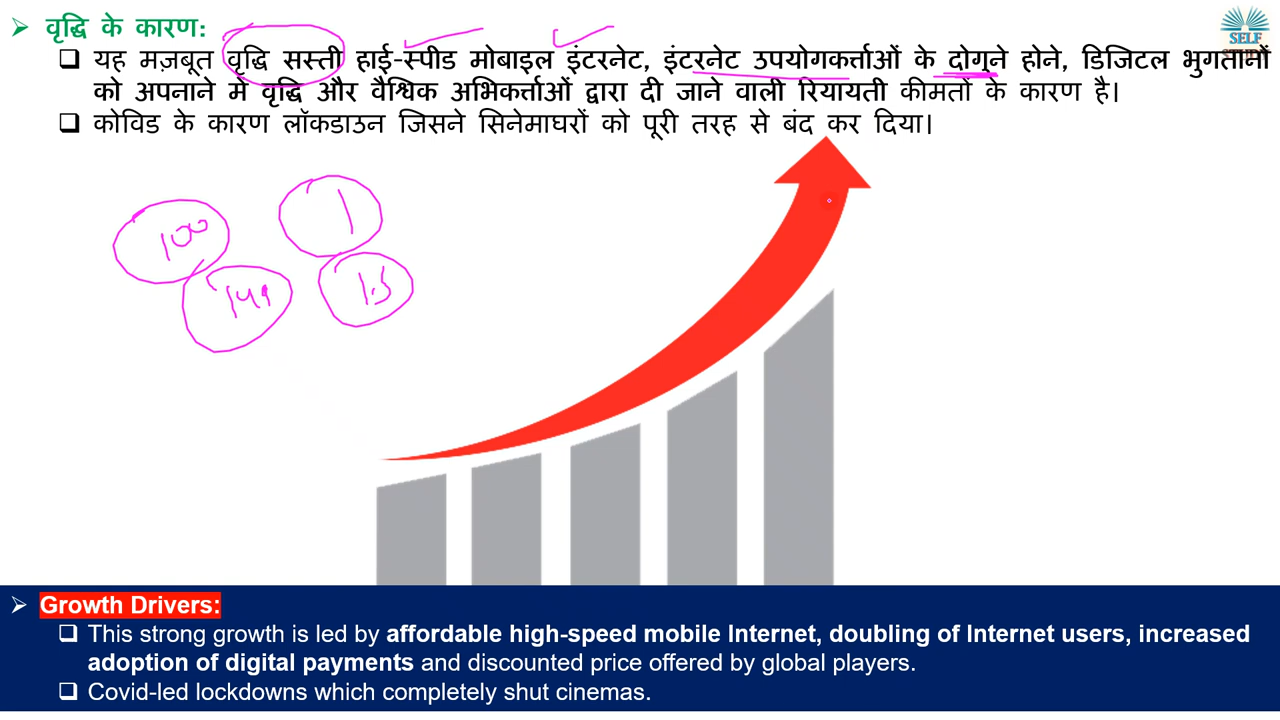 वृद्धि के कारण:
यह मज़बूत वृद्धि सस्ती हाई-स्पीड मोबाइल इंटरनेट, इंटरनेट उपयोगकर्त्ताओं के दोगुने होने, डिजिटल भुगतानों
को अपनाने में वृद्धि और वैश्विक अभिकर्त्ताओं द्वारा दी जाने वाली रियायती कीमतों के कारण है।
कोविड के कारण लॉकडाउन जिसने सिनेमाघरों को पूरी तरह से बंद कर दिया।
SELF
STUDY
100
1
1.5
Growth Drivers:
This strong growth is led by affordable high-speed mobile Internet, doubling of Internet users, increased
adoption of digital payments and discounted price offered by global players.
Covid-led lockdowns which completely shut cinemas.